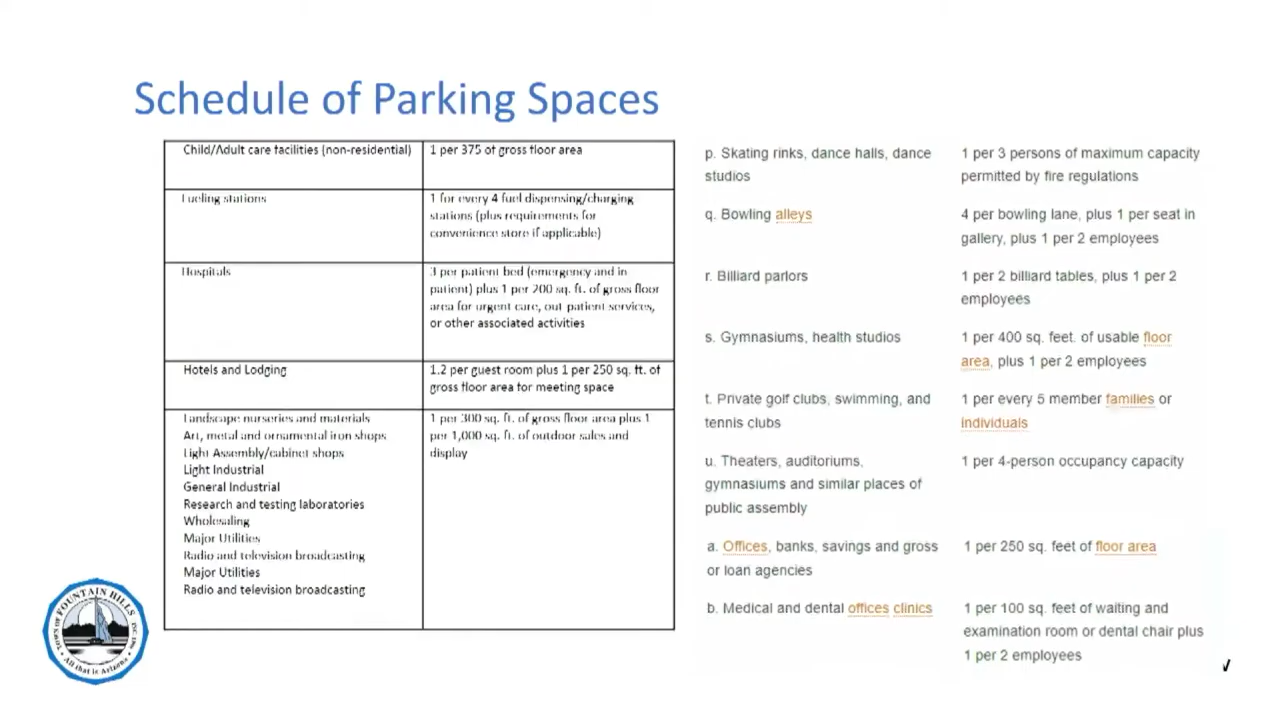 Schedule of Parking Spaces
Child/Adult care facilities (non-residential)
1 per 375 of gross floor area
Fueling stations
1 for every 4 fuel dispensing/charging
stations (plus requirements for
convenience store if applicable)
Hospitals
3 per patient bed (emergency and in
patient) plus 1 per 200 sq. ft. of gross floor
area for urgent care, out patient services,
or other associated activities
Hotels and Lodging
1.2 per guest room plus 1 per 250 sq. ft. of
gross floor area for meeting space
Landscape nurseries and materials
Art, metal and ornamental iron shops
Light Assembly/cabinet shops
Light Industrial
General Industrial
Research and testing laboratories
Wholesaling
Major Utilities
Radio and television broadcasting
Major Utilities
Radio and television broadcasting
1 per 300 sq. ft. of gross floor area plus 1
per 1,000 sq. ft. of outdoor sales and
display
p. Skating rinks, dance halls, dance
studios
1 per 3 persons of maximum capacity
permitted by fire regulations
q. Bowling alleys
4 per bowling lane, plus 1 per seat in
gallery, plus 1 per 2 employees
r. Billiard parlors
1 per 2 billiard tables, plus 1 per 2
employees
s. Gymnasiums, health studios
1 per 400 sq. feet. of usable floor
area, plus 1 per 2 employees
t. Private golf clubs, swimming, and
tennis clubs
1 per every 5 member families or
individuals
u. Theaters, auditoriums,
gymnasiums and similar places of
public assembly
1 per 4-person occupancy capacity
a. Offices, banks, savings and gross
or loan agencies
1 per 250 sq. feet of floor area
b. Medical and dental offices clinics
1 per 100 sq. feet of waiting and
examination room or dental chair plus
1 per 2 employees
TOWN OF FOUNTAIN HILLS
All that is Arizona